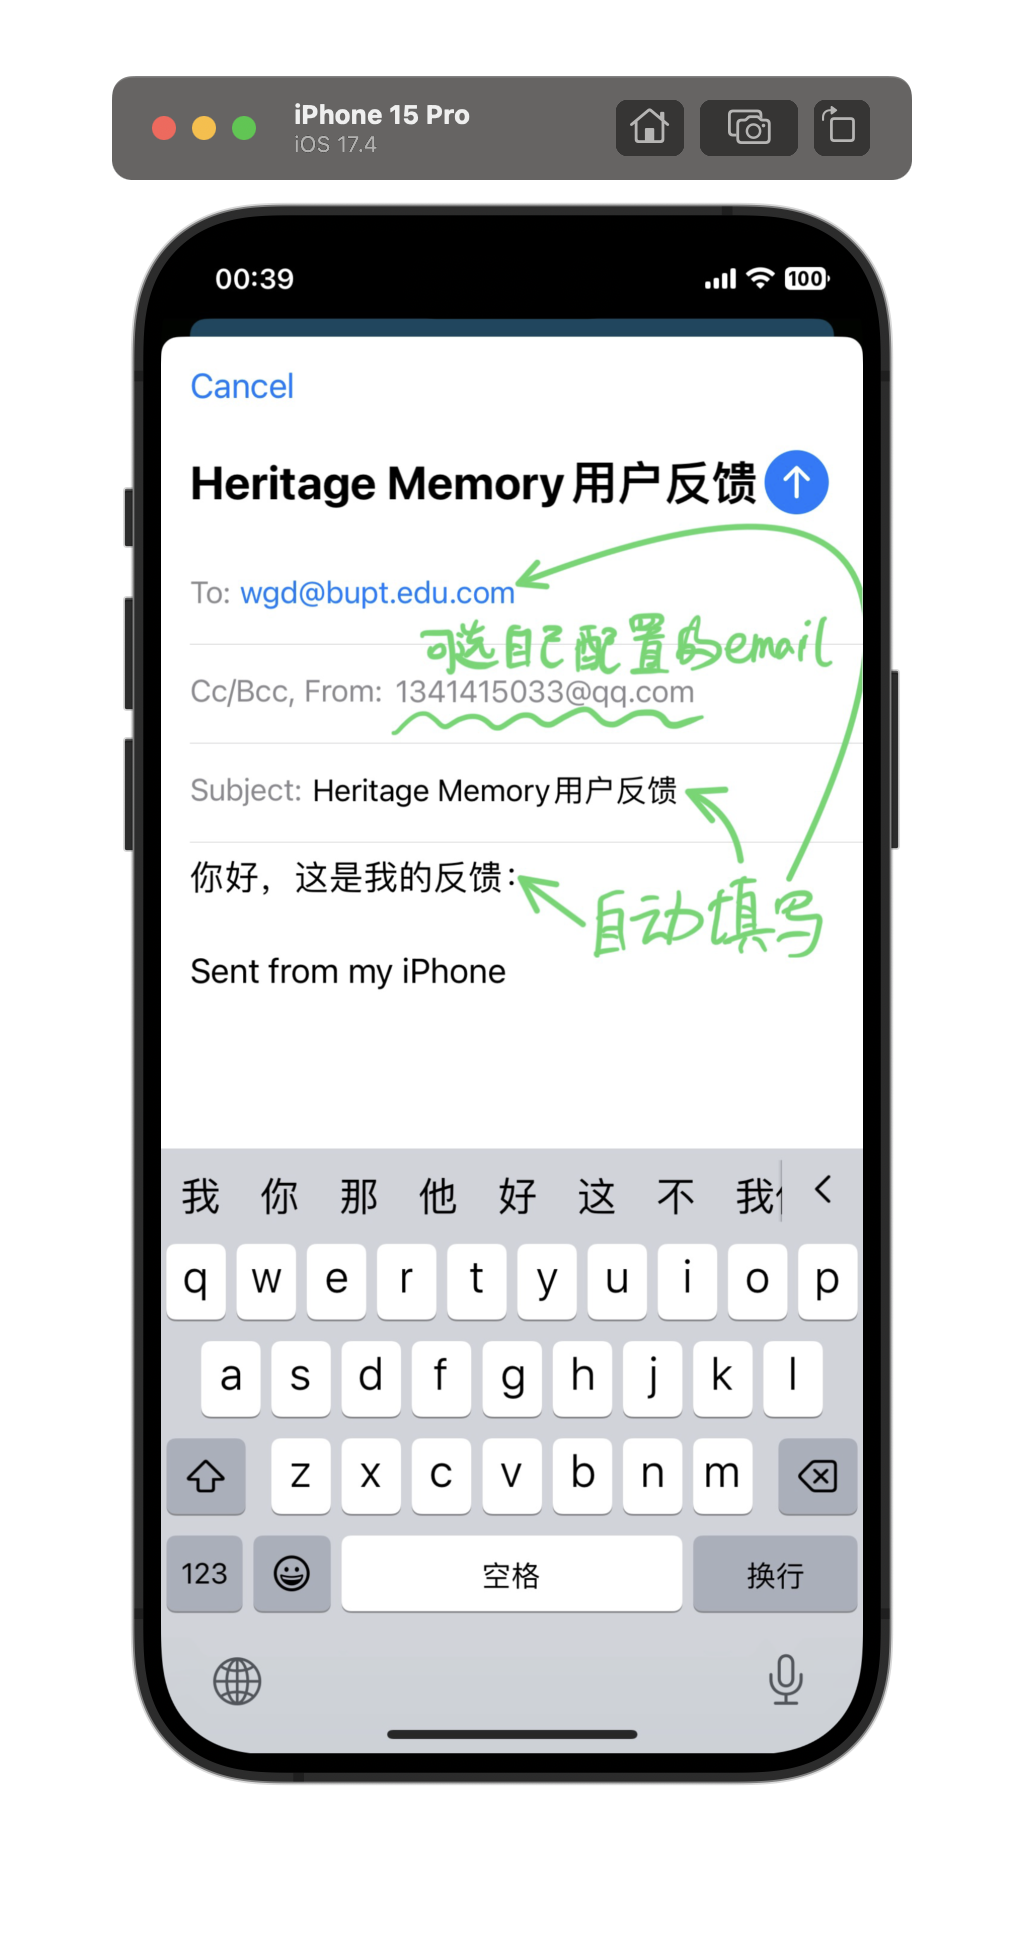 iPhone 15 Pro
iOS 17.4
00:39
100
Cancel
Heritage Memory用户反馈
To: wgd@bupt.edu.com
可选自己配置的email
Cc/Bcc, From: 1341415033@qq.com
Subject: Heritage Memory用户反馈
你好，这是我的反馈：
自动填写
Sent from my iPhone
我 你 那 他 好 这 不 我
q w e r t y u i o p
a s d f g h j k l
z x c v b n m
123 空格 换行